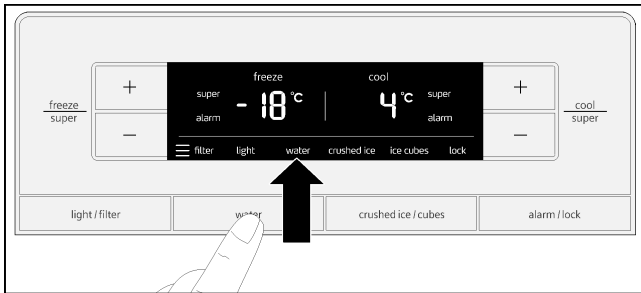 freeze cool
super -18 °C 4 °C super
alarm alarm
filter light water crushed ice ice cubes lock
+ +
freeze cool
super super
− −
light / filter water crushed ice / cubes alarm / lock